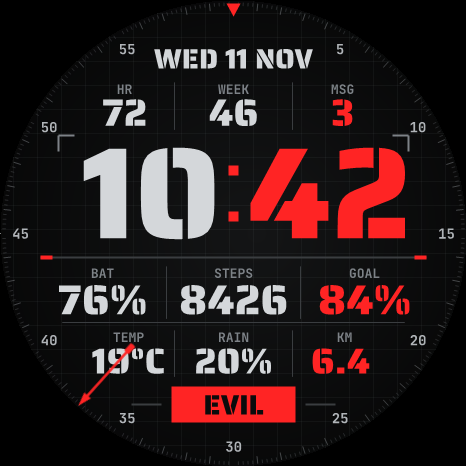 55 5
WED 11 NOV
HR WEEK MSG
72 46 3
50 10
10:42
45 15
BAT STEPS GOAL
76% 8426 84%
TEMP RAIN KM
40 20
19°C 20% 6.4
EVIL
35 25
30